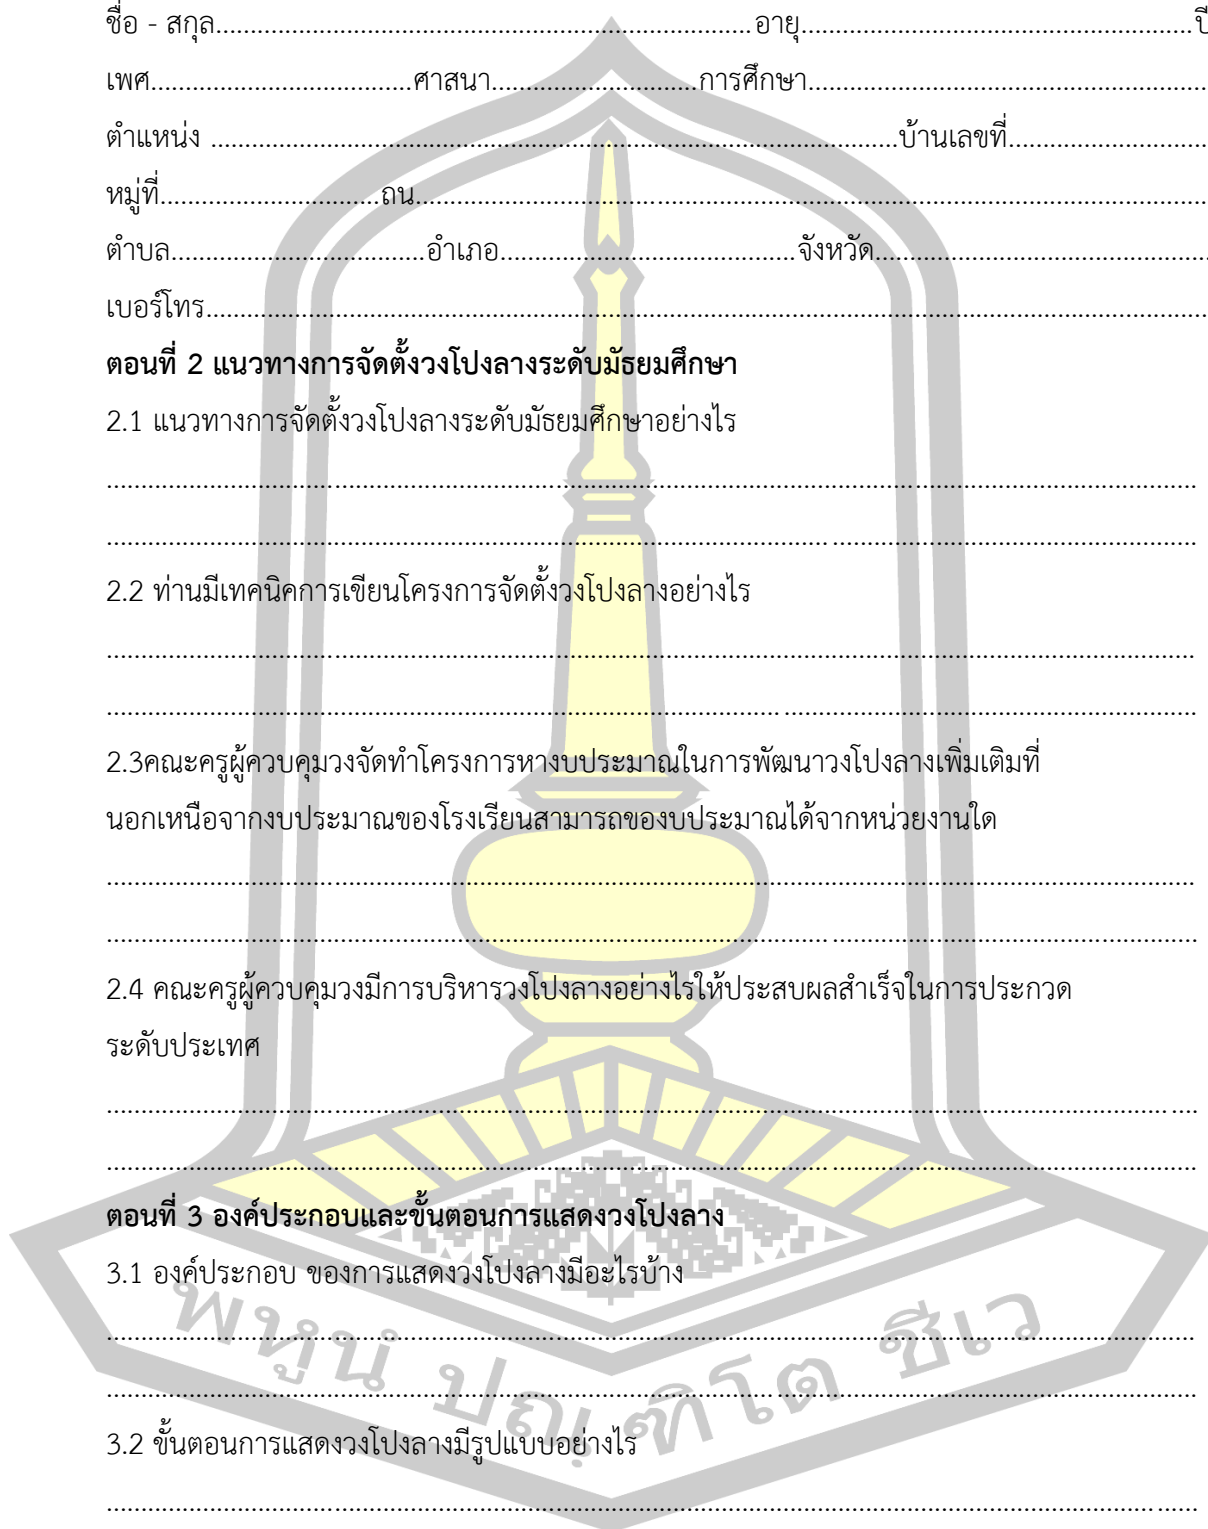 ชื่อ - สกุล.............................................................................อายุ........................................................ปี
เพศ......................................ศาสนา..............................การศึกษา..........................................................
ตำแหน่ง ...................................................................................................บ้านเลขที่.............................
หมู่ที่................................ถน...................................................................................................................
ตำบล.....................................อำเภอ...........................................จังหวัด................................................
เบอร์โทร.................................................................................................................................................
ตอนที่ 2 แนวทางการจัดตั้งวงโปงลางระดับมัธยมศึกษา
2.1 แนวทางการจัดตั้งวงโปงลางระดับมัธยมศึกษาอย่างไร
..............................................................................................................................................................
........................................................................................................ .....................................................
2.2 ท่านมีเทคนิคการเขียนโครงการจัดตั้งวงโปงลางอย่างไร
..............................................................................................................................................................
................................................................................................. ............................................................
2.3คณะครูผู้ควบคุมวงจัดทำโครงการหางบประมาณในการพัฒนาวงโปงลางเพิ่มเติมที่
นอกเหนือจากงบประมาณของโรงเรียนสามารถของบประมาณได้จากหน่วยงานใด
..............................................................................................................................................................
........................................................................................................ .....................................................
2.4 คณะครูผู้ควบคุมวงมีการบริหารวงโปงลางอย่างไรให้ประสบผลสำเร็จในการประกวด
ระดับประเทศ
......................................................................................................................................................... ....
........................................................................................................ .....................................................
ตอนที่ 3 องค์ประกอบและขั้นตอนการแสดงวงโปงลาง
3.1 องค์ประกอบ ของการแสดงวงโปงลางมีอะไรบ้าง
..............................................................................................................................................................
................................................................................................ .............................................................
3.2 ขั้นตอนการแสดงวงโปงลางมีรูปแบบอย่างไร
....................................................................................................................................................... ......
พหูน ปณฺฑิโต ชีเว